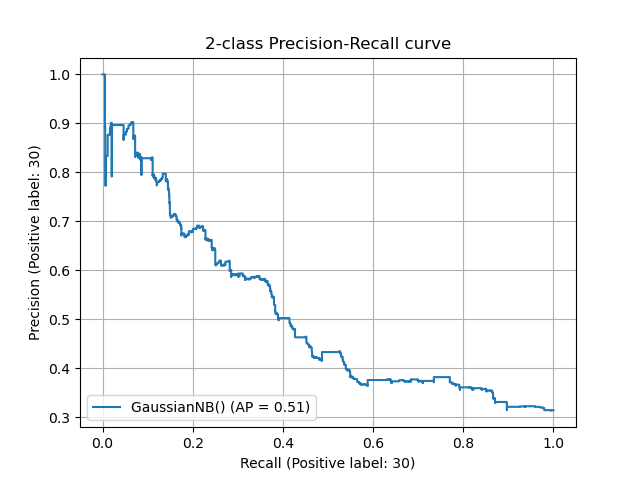 2-class Precision-Recall curve
Precision (Positive label: 30)
1.0
0.9
0.8
0.7
0.6
0.5
0.4
0.3
GaussianNB() (AP = 0.51)
0.0 0.2 0.4 0.6 0.8 1.0
Recall (Positive label: 30)